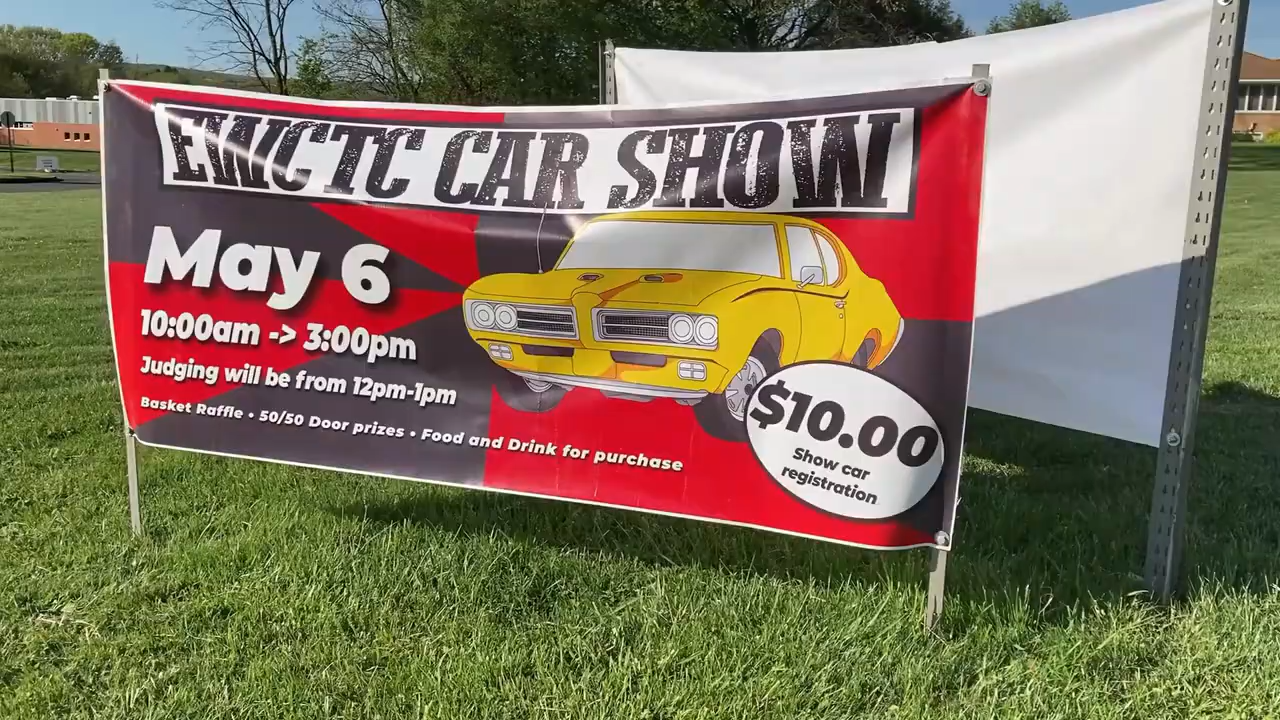 EWCTC CAR SHOW
May 6
10:00am -> 3:00pm
Judging will be from 12pm-1pm
Basket Raffle • 50/50 Door prizes • Food and Drink for purchase
$10.00
Show car
registration